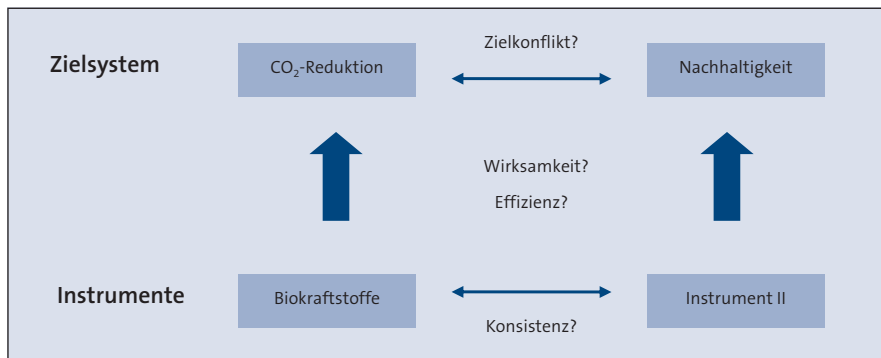 Zielkonflikt?
Zielsystem
CO₂-Reduktion
Nachhaltigkeit
Wirksamkeit?
Effizienz?
Instrumente
Biokraftstoffe
Instrument II
Konsistenz?